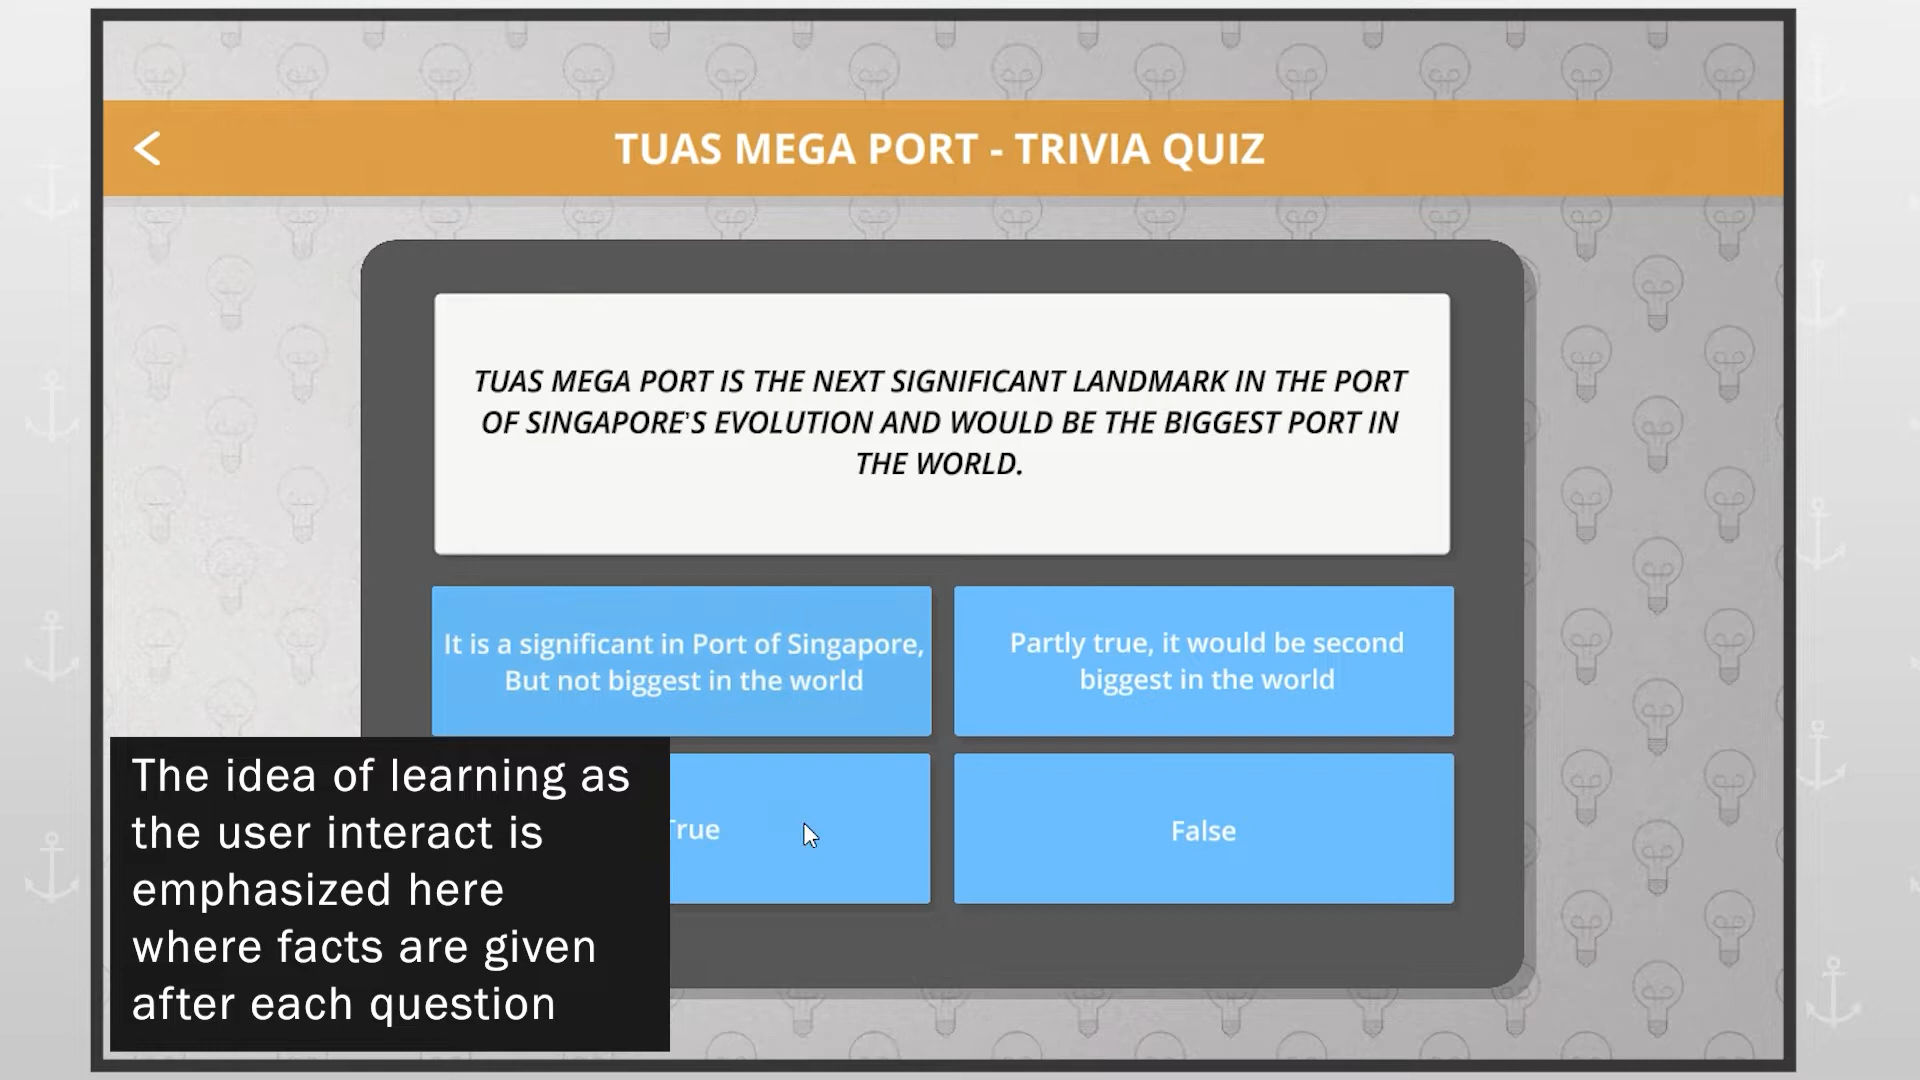 TUAS MEGA PORT - TRIVIA QUIZ
TUAS MEGA PORT IS THE NEXT SIGNIFICANT LANDMARK IN THE PORT
OF SINGAPORE'S EVOLUTION AND WOULD BE THE BIGGEST PORT IN
THE WORLD.
It is a significant in Port of Singapore,
But not biggest in the world
Partly true, it would be second
biggest in the world
True
False
The idea of learning as
the user interact is
emphasized here
where facts are given
after each question